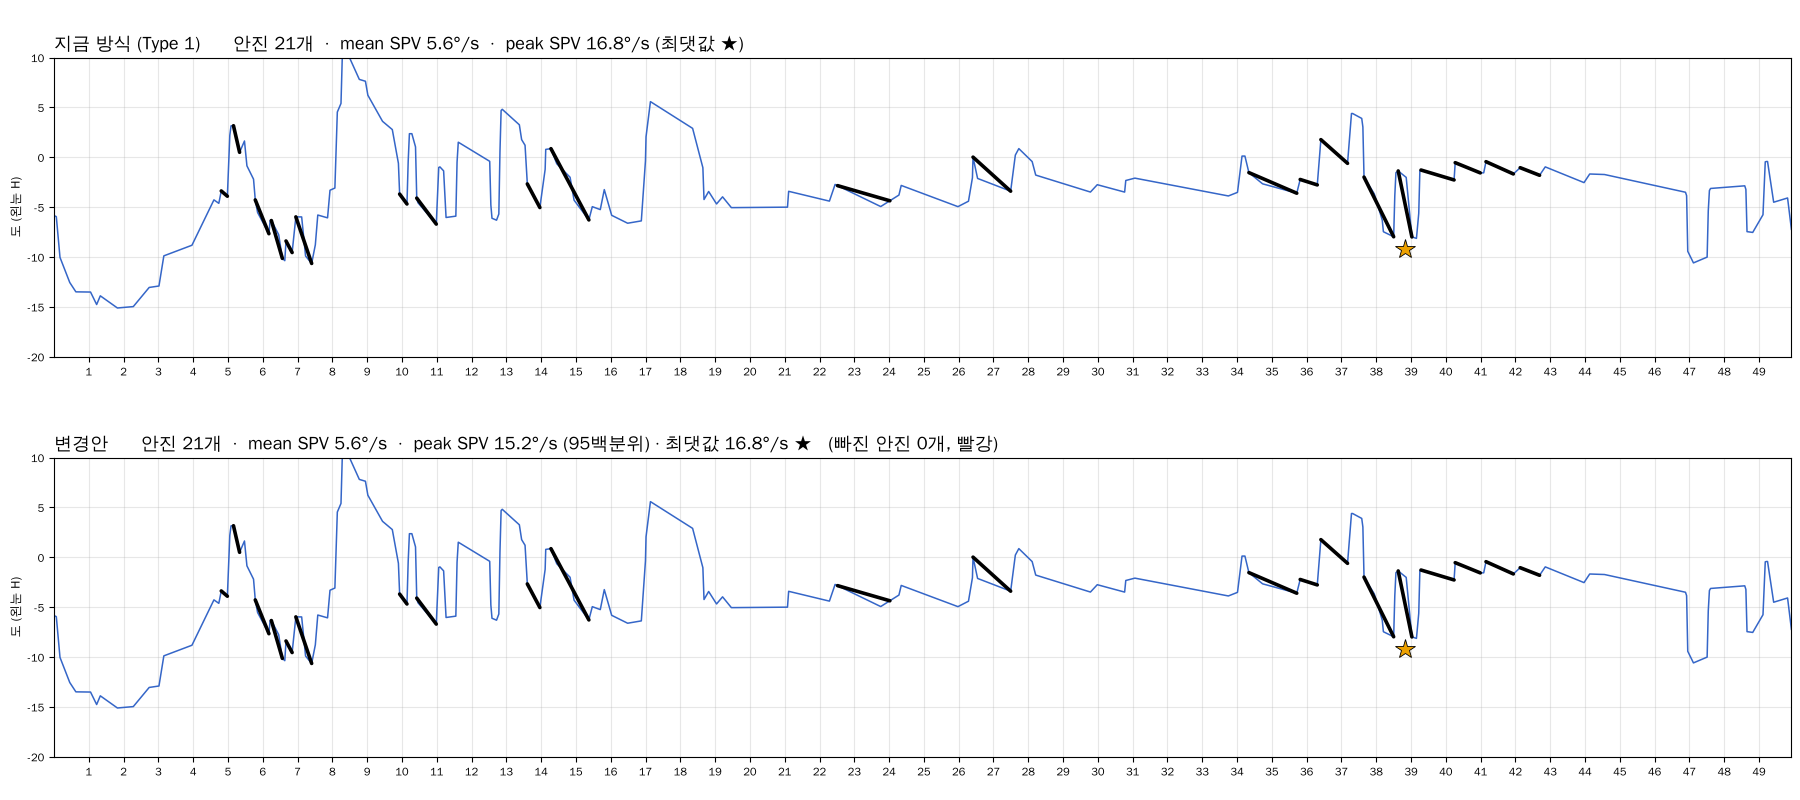 지금 방식 (Type 1) 안진 21개 · mean SPV 5.6°/s · peak SPV 16.8°/s (최댓값 ★)
도 (왼눈 H)
10
5
0
-5
-10
-15
-20
1 2 3 4 5 6 7 8 9 10 11 12 13 14 15 16 17 18 19 20 21 22 23 24 25 26 27 28 29 30 31 32 33 34 35 36 37 38 39 40 41 42 43 44 45 46 47 48 49
변경안 안진 21개 · mean SPV 5.6°/s · peak SPV 15.2°/s (95백분위) · 최댓값 16.8°/s ★ (빠진 안진 0개, 빨강)
도 (왼눈 H)
10
5
0
-5
-10
-15
-20
1 2 3 4 5 6 7 8 9 10 11 12 13 14 15 16 17 18 19 20 21 22 23 24 25 26 27 28 29 30 31 32 33 34 35 36 37 38 39 40 41 42 43 44 45 46 47 48 49